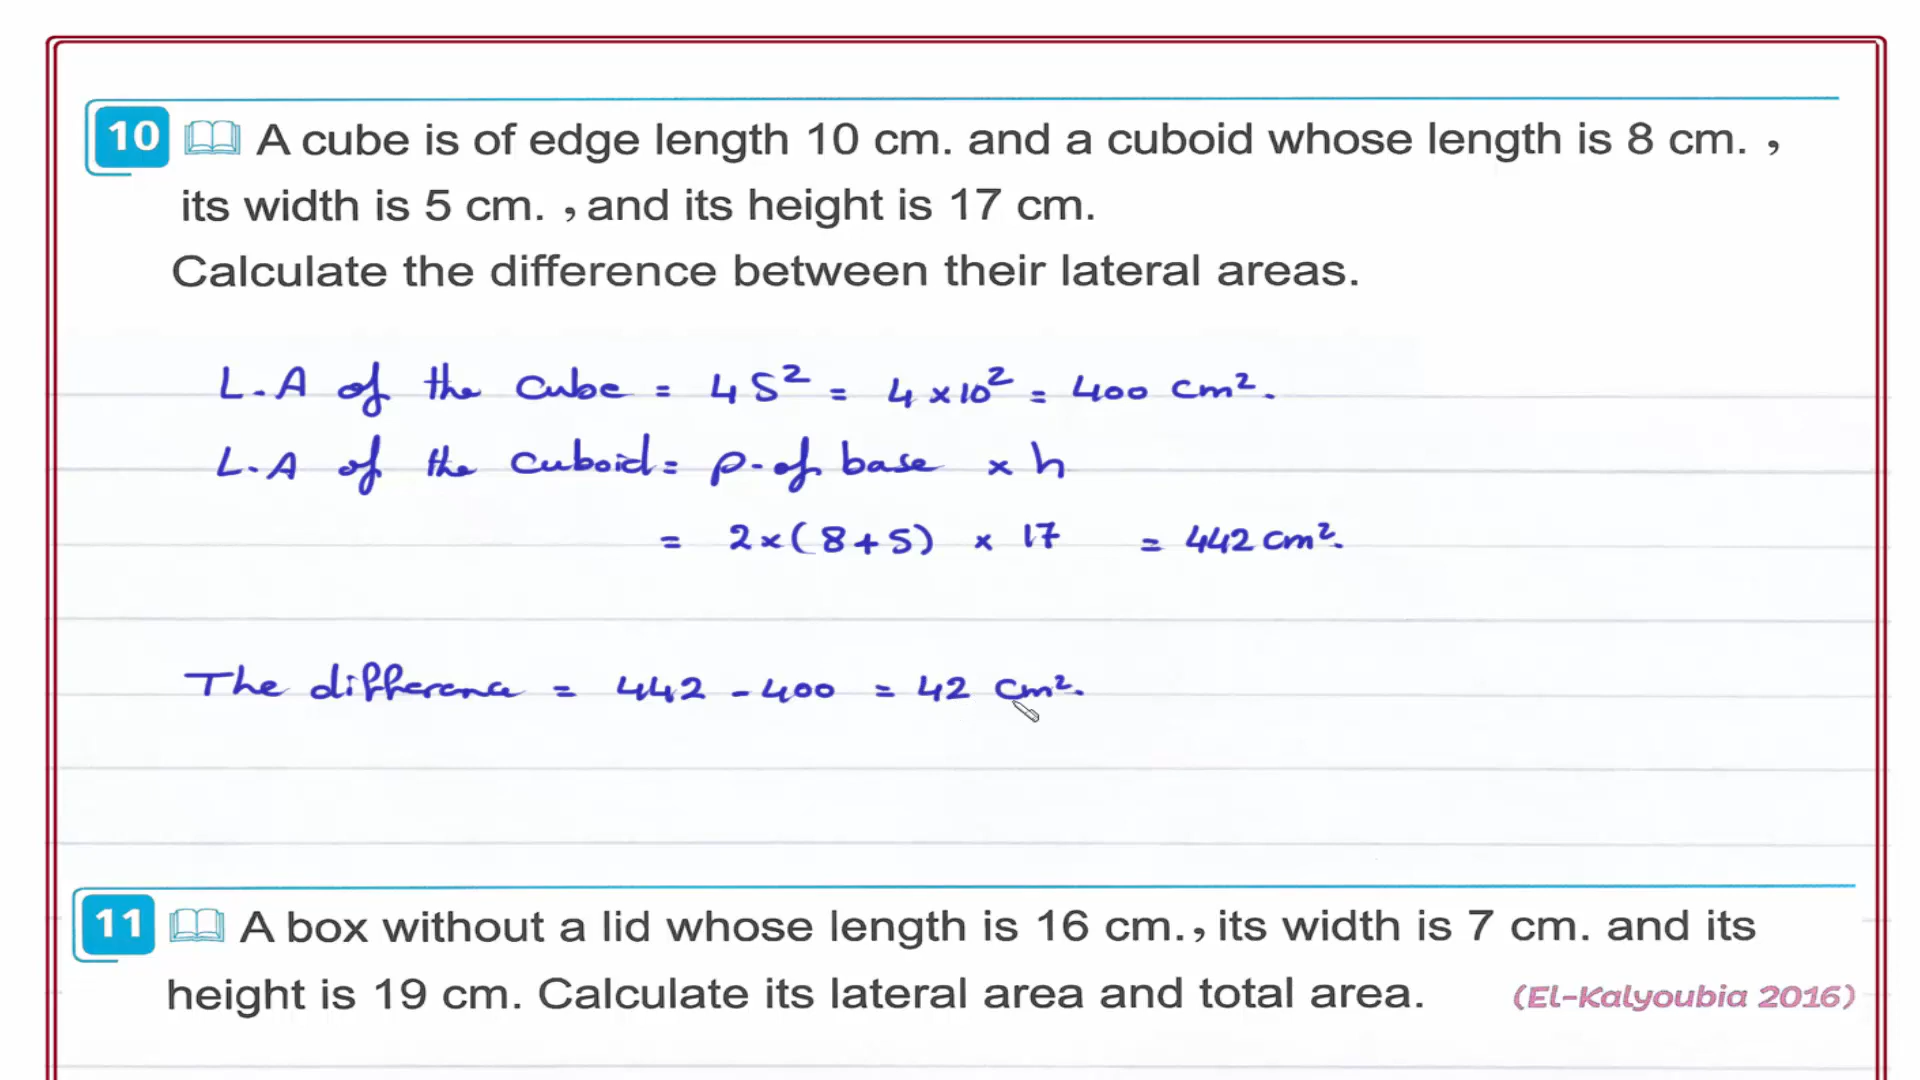 10 A cube is of edge length 10 cm. and a cuboid whose length is 8 cm. ,
its width is 5 cm. , and its height is 17 cm.
Calculate the difference between their lateral areas.
L.A of the cube = 4 S² = 4 × 10² = 400 cm².
L.A of the cuboid = P. of base × h
= 2 × (8 + 5) × 17 = 442 cm².
The difference = 442 - 400 = 42 cm².
11 A box without a lid whose length is 16 cm. , its width is 7 cm. and its
height is 19 cm. Calculate its lateral area and total area. (El-Kalyoubia 2016)